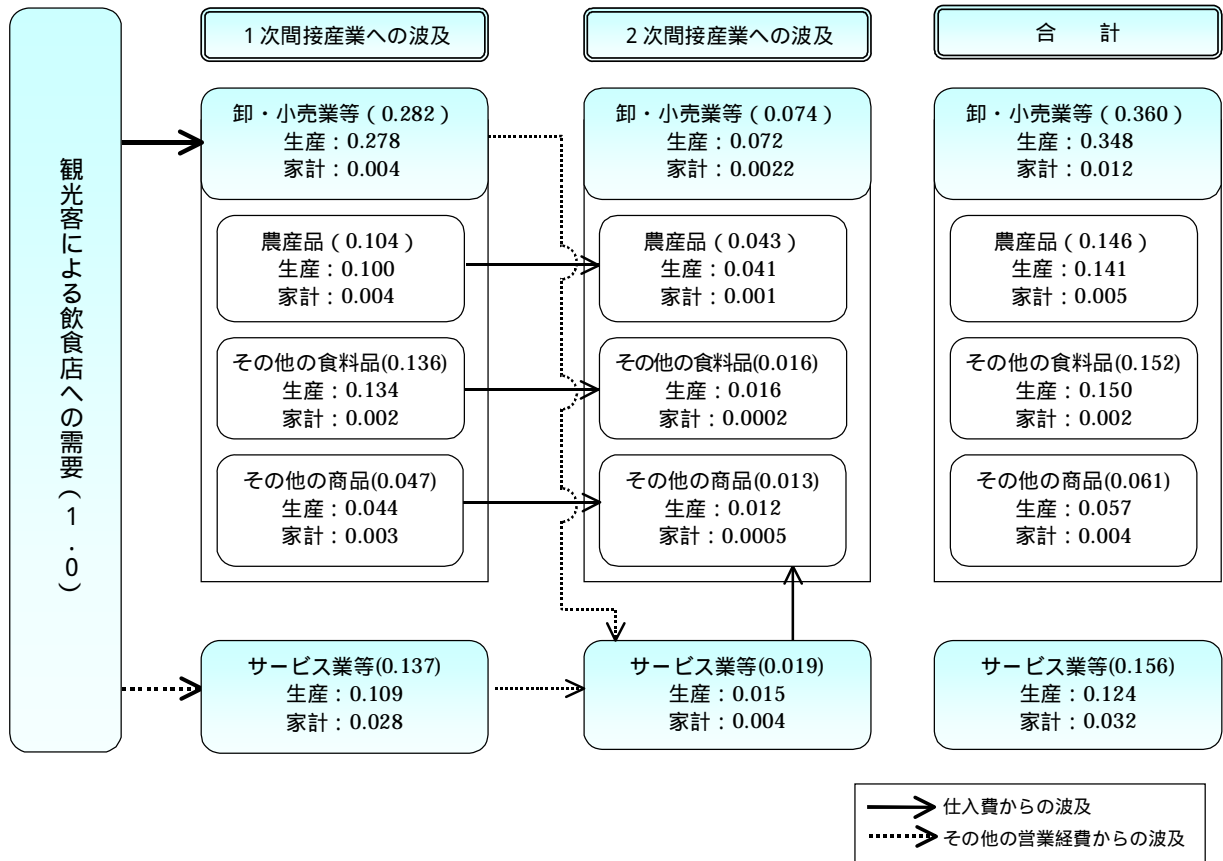 観光客による飲食店への需要(1.0)
1次間接産業への波及
卸・小売業等(0.282)
生産:0.278
家計:0.004
農産品(0.104)
生産:0.100
家計:0.004
その他の食料品(0.136)
生産:0.134
家計:0.002
その他の商品(0.047)
生産:0.044
家計:0.003
サービス業等(0.137)
生産:0.109
家計:0.028
2次間接産業への波及
卸・小売業等(0.074)
生産:0.072
家計:0.0022
農産品(0.043)
生産:0.041
家計:0.001
その他の食料品(0.016)
生産:0.016
家計:0.0002
その他の商品(0.013)
生産:0.012
家計:0.0005
サービス業等(0.019)
生産:0.015
家計:0.004
合 計
卸・小売業等(0.360)
生産:0.348
家計:0.012
農産品(0.146)
生産:0.141
家計:0.005
その他の食料品(0.152)
生産:0.150
家計:0.002
その他の商品(0.061)
生産:0.057
家計:0.004
サービス業等(0.156)
生産:0.124
家計:0.032
仕入費からの波及
その他の営業経費からの波及